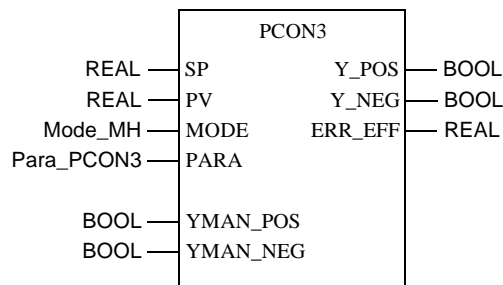 PCON3
REAL SP Y_POS BOOL
REAL PV Y_NEG BOOL
Mode_MH MODE ERR_EFF REAL
Para_PCON3 PARA
BOOL YMAN_POS
BOOL YMAN_NEG